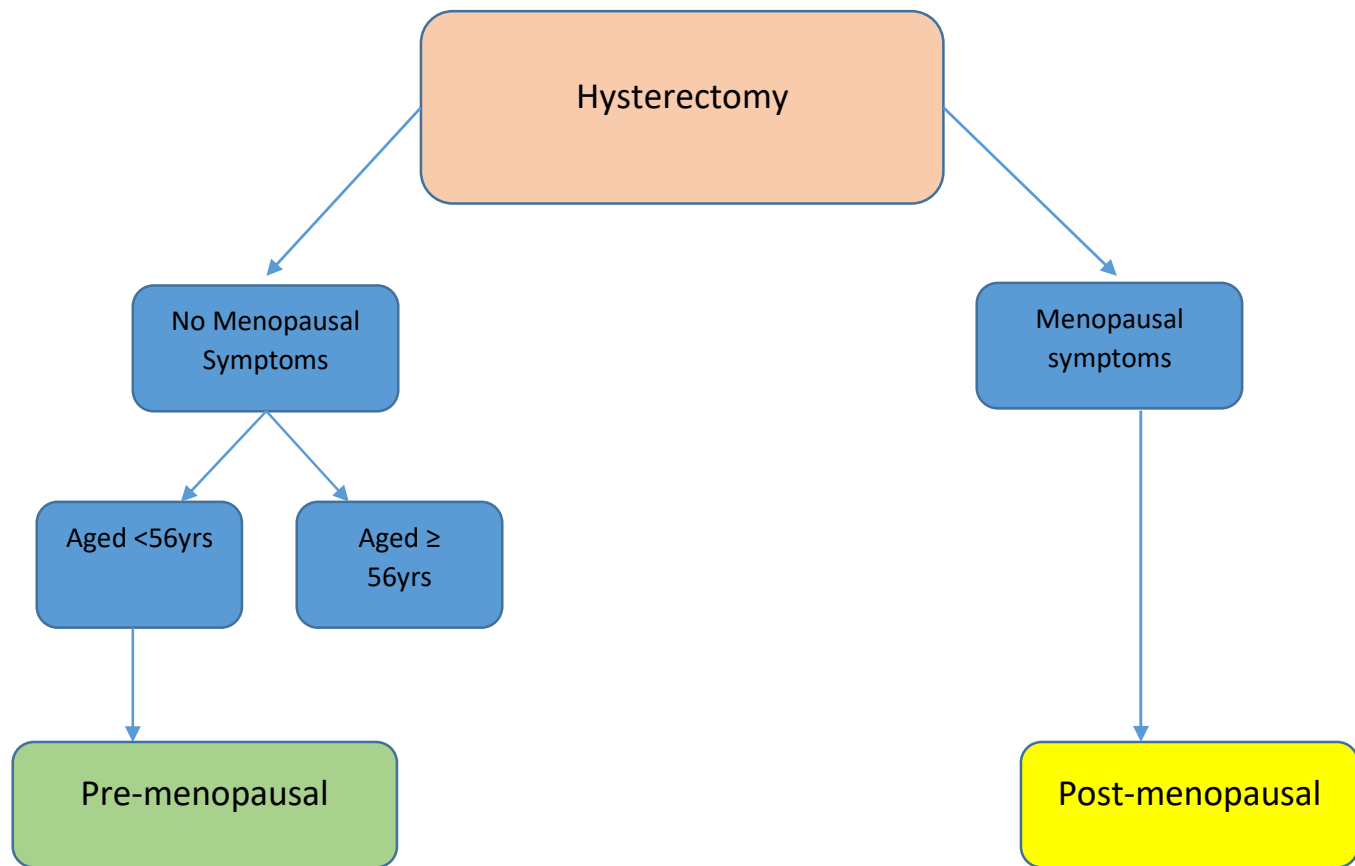 Hysterectomy
No Menopausal
Symptoms
Menopausal
symptoms
Aged <56yrs
Aged ≥
56yrs
Pre-menopausal
Post-menopausal